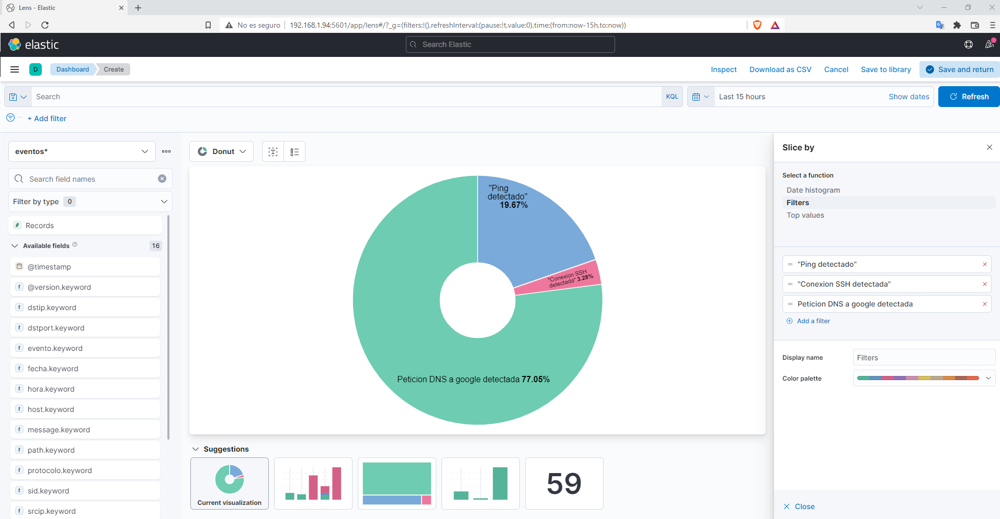 Lens - Elastic
No es seguro
192.168.1.94:5601/app/lens#/?_g=(filters:!(),refreshInterval:(pause:!t,value:0),time:(from:now-15h,to:now))
elastic
Search Elastic
D
Dashboard
Create
Inspect
Download as CSV
Cancel
Save to library
Save and return
Search
KQL
Last 15 hours
Show dates
Refresh
+ Add filter
eventos*
Search field names
Filter by type 0
# Records
Available fields 16
@timestamp
t @version.keyword
t dstip.keyword
t dstport.keyword
t evento.keyword
t fecha.keyword
t hora.keyword
t host.keyword
t message.keyword
t path.keyword
t protocolo.keyword
t sid.keyword
t srcip.keyword
Donut
"Ping
detectado"
19.67%
"Conexion SSH
detectada" 3.28%
Peticion DNS a google detectada 77.05%
Suggestions
Current visualization
59
Slice by
Select a function
Date histogram
Filters
Top values
"Ping detectado"
"Conexion SSH detectada"
Peticion DNS a google detectada
Add a filter
Display name
Filters
Color palette
Close